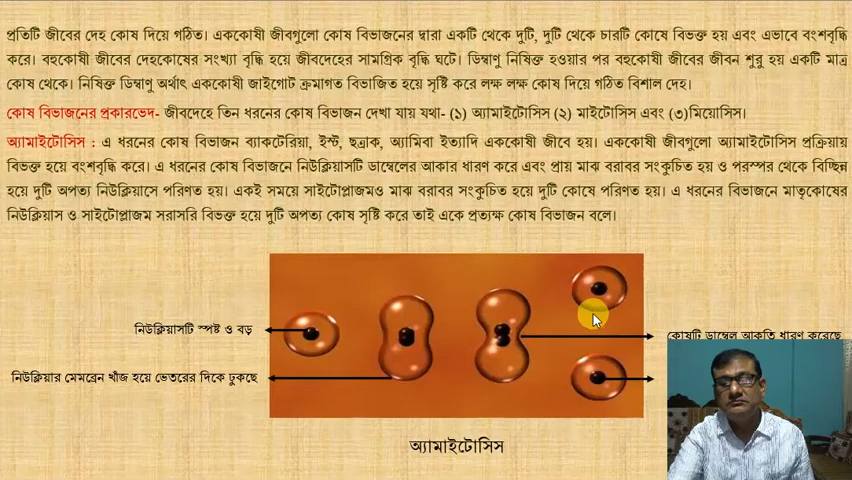 প্রতিটি জীবের দেহ কোষ দিয়ে গঠিত। এককোষী জীবগুলো কোষ বিভাজনের দ্বারা একটি থেকে দুটি, দুটি থেকে চারটি কোষে বিভক্ত হয় এবং এভাবে বংশবৃদ্ধি
করে। বহুকোষী জীবের দেহকোষের সংখ্যা বৃদ্ধি হয়ে জীবদেহের সামগ্রিক বৃদ্ধি ঘটে। ডিম্বাণু নিষিক্ত হওয়ার পর বহুকোষী জীবের জীবন শুরু হয় একটি মাত্র
কোষ থেকে। নিষিক্ত ডিম্বাণু অর্থাৎ এককোষী জাইগোট ক্রমাগত বিভাজিত হয়ে সৃষ্টি করে লক্ষ লক্ষ কোষ দিয়ে গঠিত বিশাল দেহ।
কোষ বিভাজনের প্রকারভেদ- জীবদেহে তিন ধরনের কোষ বিভাজন দেখা যায় যথা- (১) অ্যামাইটোসিস (২) মাইটোসিস এবং (৩)মিয়োসিস।
অ্যামাইটোসিস : এ ধরনের কোষ বিভাজন ব্যাকটেরিয়া, ইস্ট, ছত্রাক, অ্যামিবা ইত্যাদি এককোষী জীবে হয়। এককোষী জীবগুলো অ্যামাইটোসিস প্রক্রিয়ায়
বিভক্ত হয়ে বংশবৃদ্ধি করে। এ ধরনের কোষ বিভাজনে নিউক্লিয়াসটি ডাম্বেলের আকার ধারণ করে এবং প্রায় মাঝ বরাবর সংকুচিত হয় ও পরস্পর থেকে বিচ্ছিন্ন
হয়ে দুটি অপত্য নিউক্লিয়াসে পরিণত হয়। একই সময়ে সাইটোপ্লাজমও মাঝ বরাবর সংকুচিত হয়ে দুটি কোষে পরিণত হয়। এ ধরনের বিভাজনে মাতৃকোষের
নিউক্লিয়াস ও সাইটোপ্লাজম সরাসরি বিভক্ত হয়ে দুটি অপত্য কোষ সৃষ্টি করে তাই একে প্রত্যক্ষ কোষ বিভাজন বলে।
নিউক্লিয়াসটি স্পষ্ট ও বড়
কোষটি ডাম্বেল আকৃতি ধারণ করেছে
নিউক্লিয়ার মেমব্রেন খাঁজ হয়ে ভেতরের দিকে ঢুকছে
অ্যামাইটোসিস